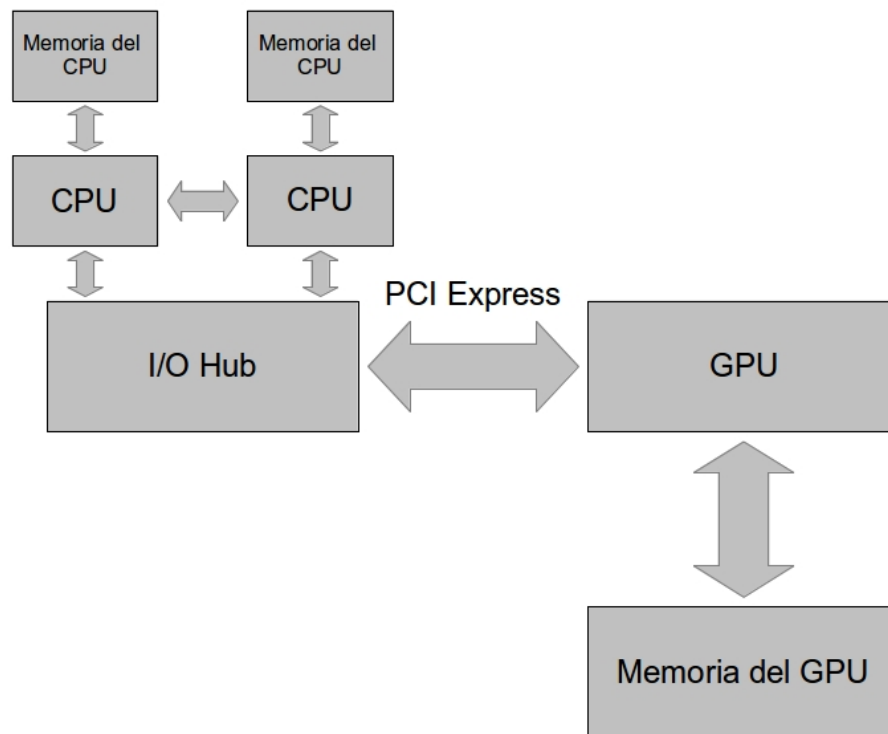 Memoria del
CPU
Memoria del
CPU
CPU
CPU
PCI Express
I/O Hub
GPU
Memoria del GPU